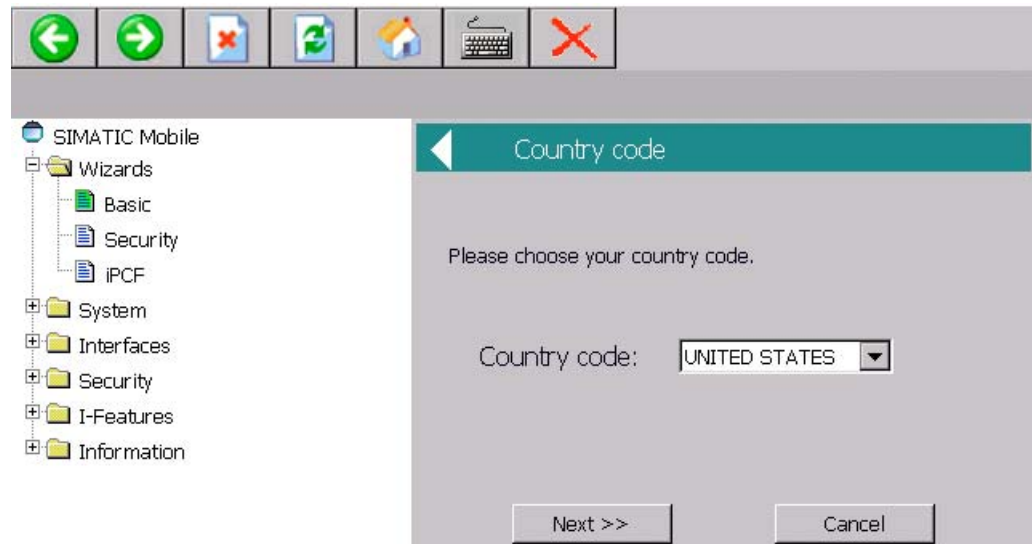 SIMATIC Mobile
Wizards
Basic
Security
iPCF
System
Interfaces
Security
I-Features
Information
Country code
Please choose your country code.
Country code: UNITED STATES
Next >> Cancel